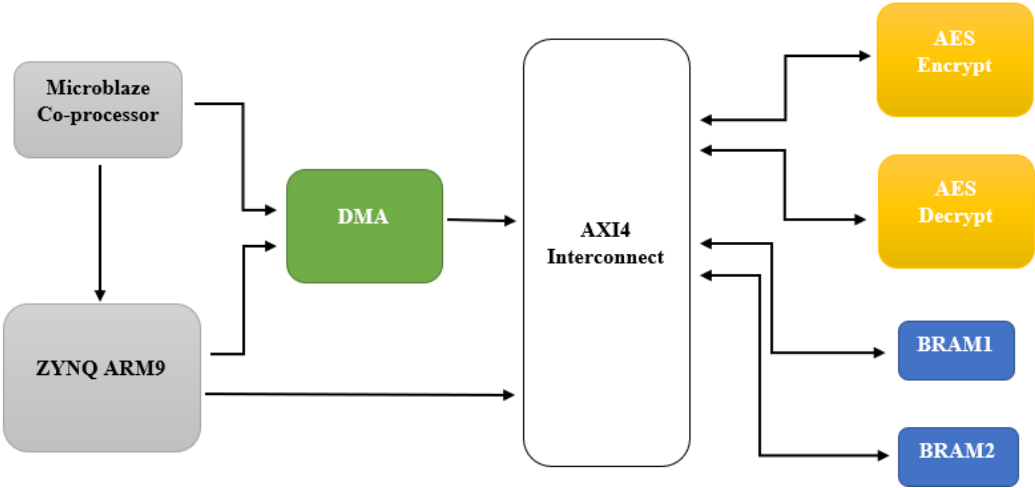 Microblaze
Co-processor
ZYNQ ARM9
DMA
AXI4
Interconnect
AES
Encrypt
AES
Decrypt
BRAM1
BRAM2